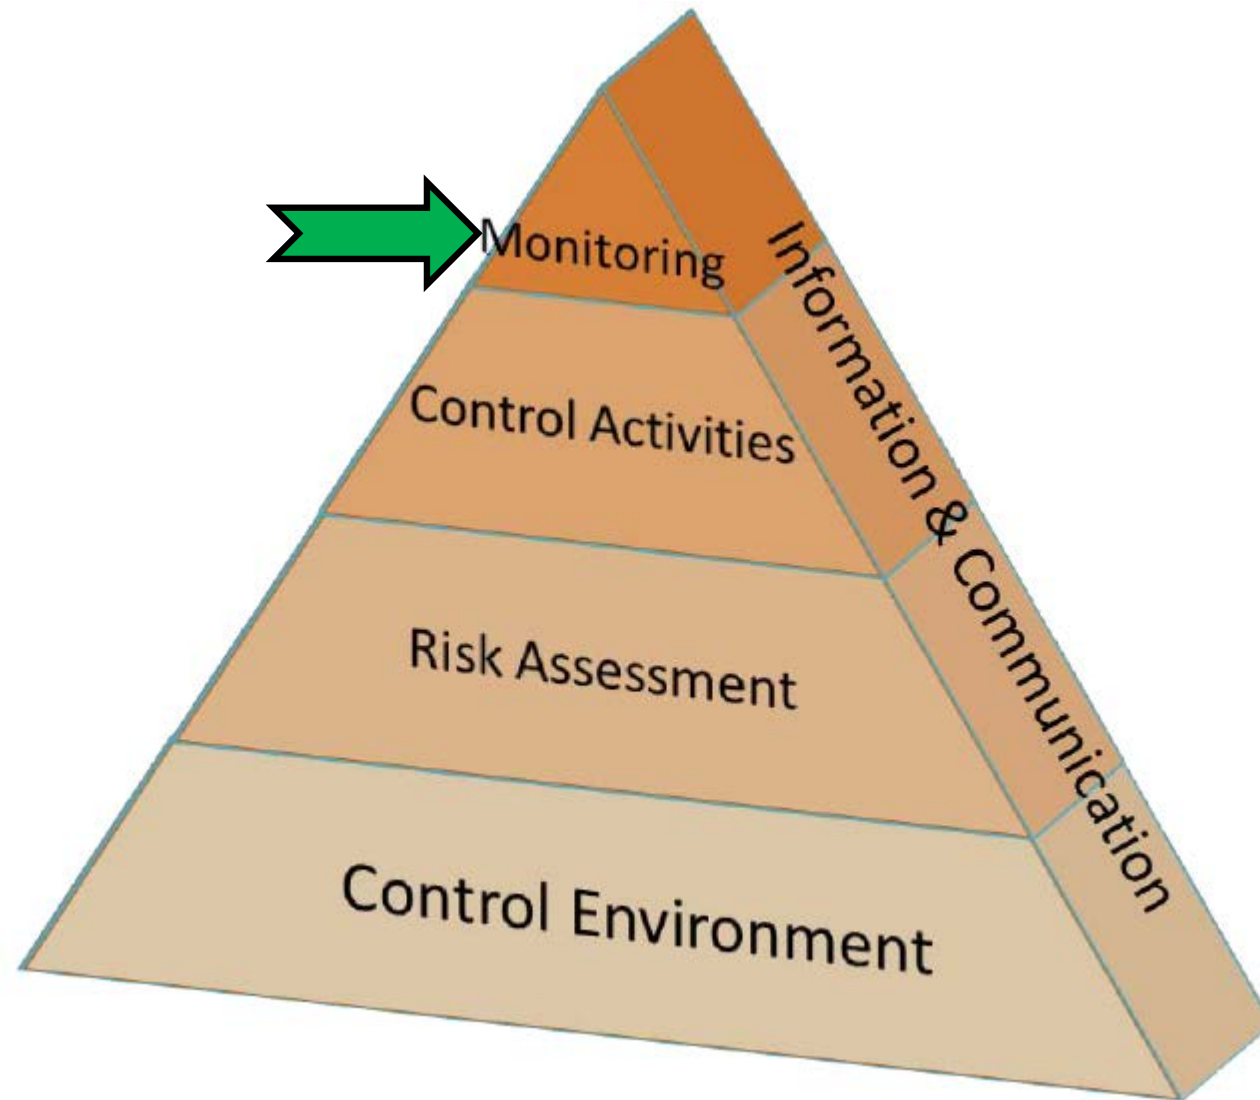 Monitoring
Control Activities
Risk Assessment
Control Environment
Information & Communication